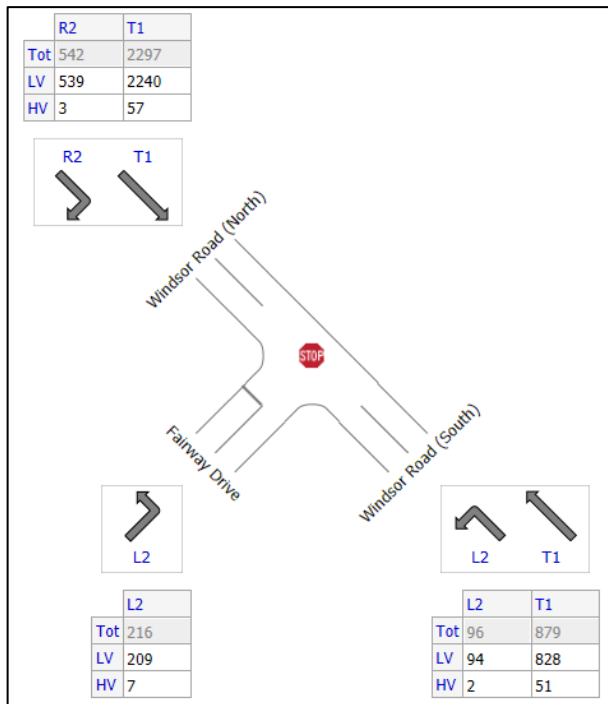 R2 T1
Tot 542 2297
LV 539 2240
HV 3 57
R2 T1
Windsor Road (North)
STOP
Fairway Drive
Windsor Road (South)
L2
L2 T1
L2
Tot 216
LV 209
HV 7
L2 T1
Tot 96 879
LV 94 828
HV 2 51